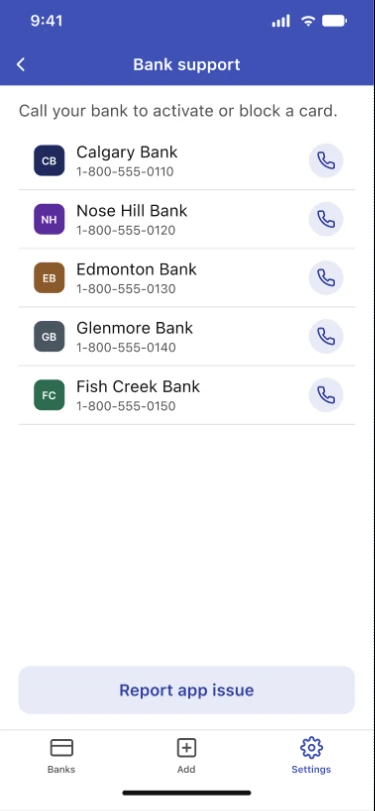 9:41
Bank support
Call your bank to activate or block a card.
CB
Calgary Bank
1-800-555-0110
NH
Nose Hill Bank
1-800-555-0120
EB
Edmonton Bank
1-800-555-0130
GB
Glenmore Bank
1-800-555-0140
FC
Fish Creek Bank
1-800-555-0150
Report app issue
Banks
Add
Settings